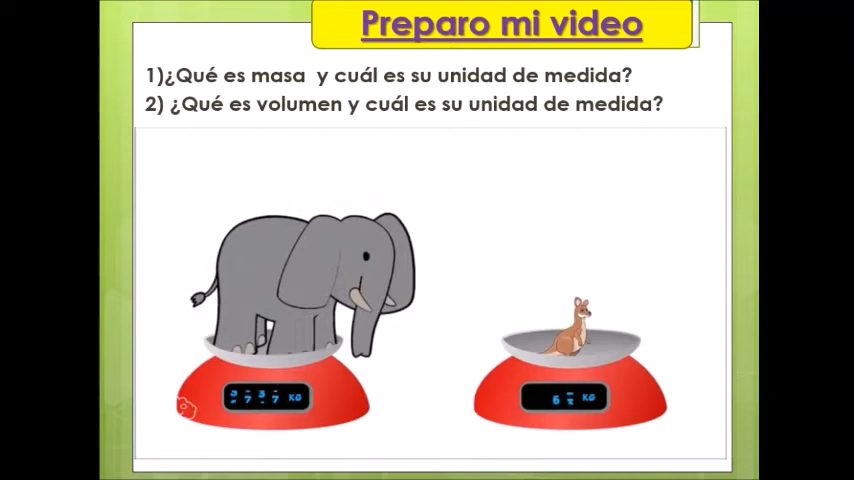 Preparo mi video
1)¿Qué es masa y cuál es su unidad de medida?
2) ¿Qué es volumen y cuál es su unidad de medida?
KG
KG